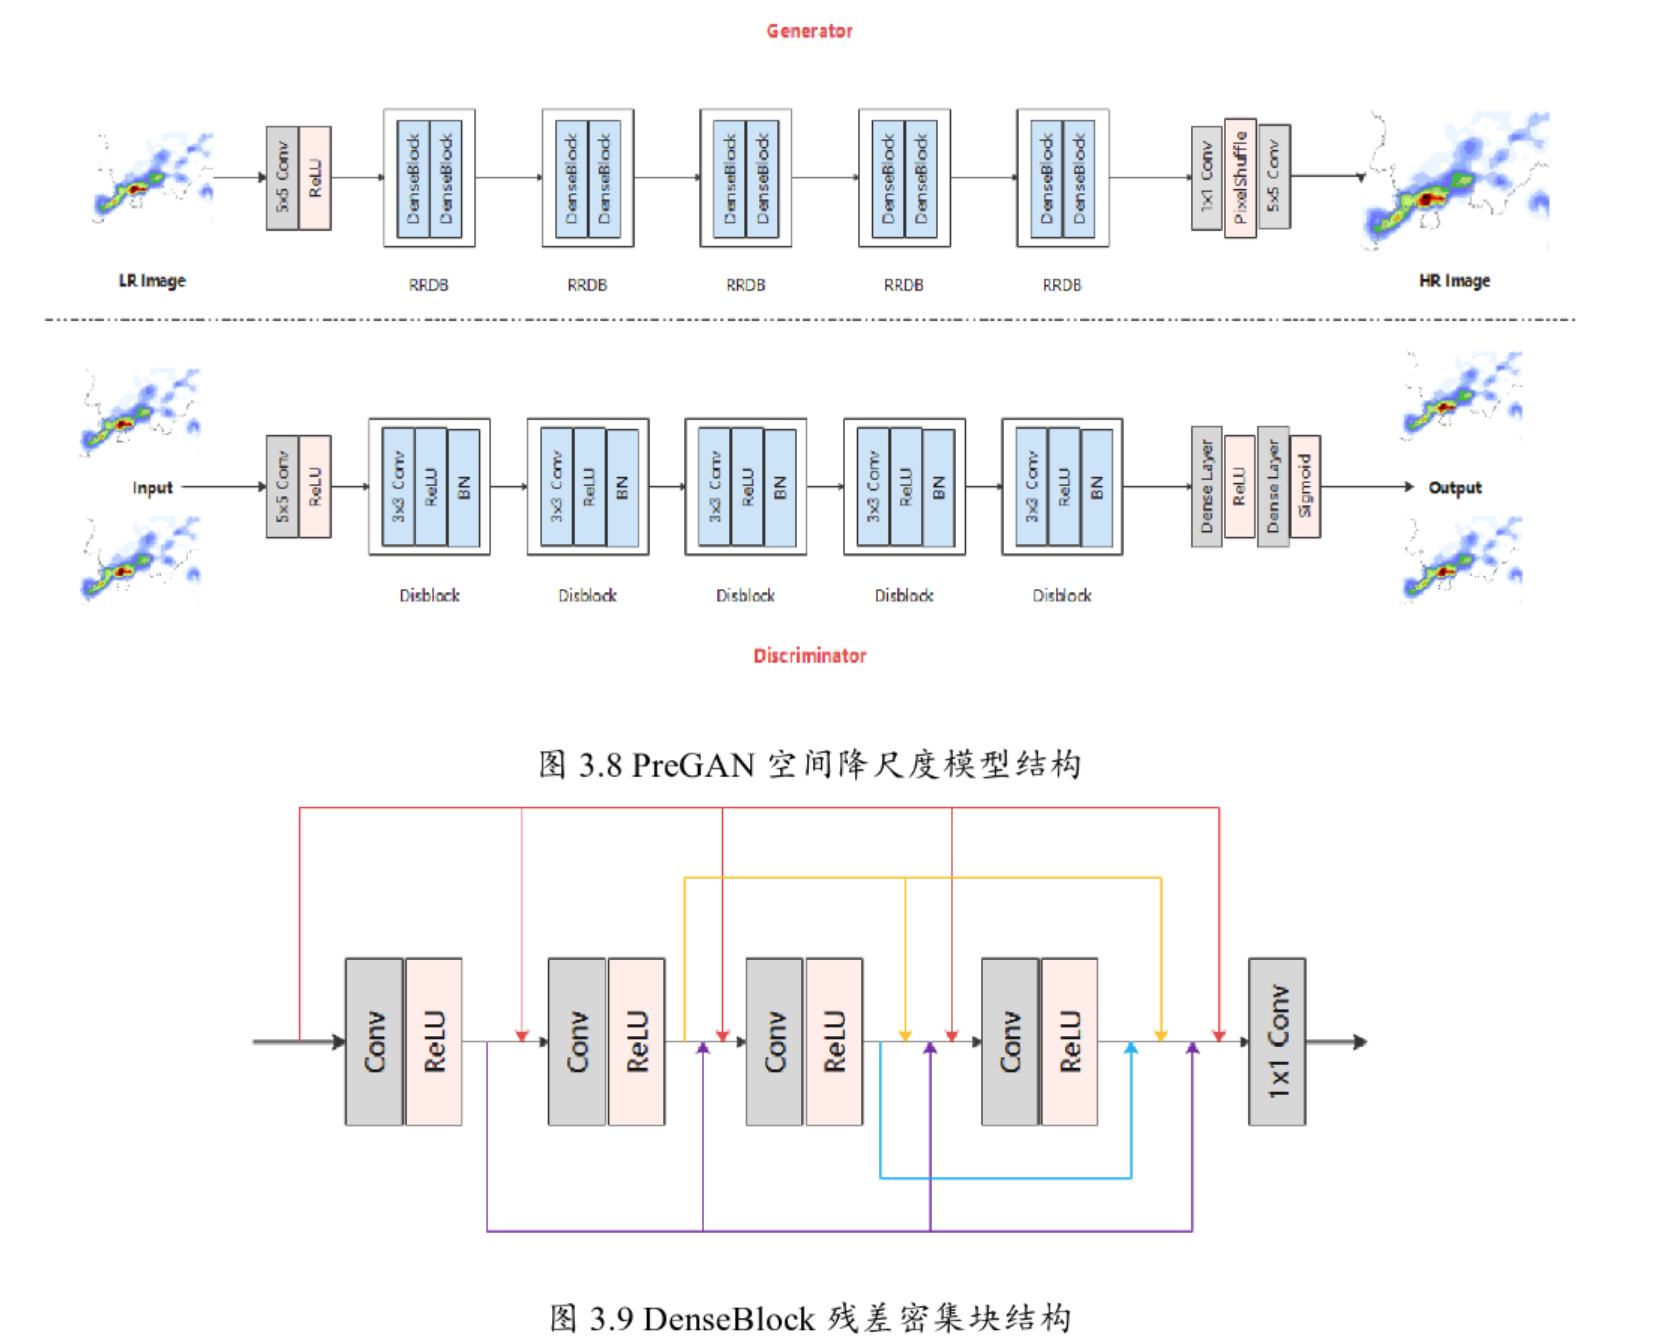 Generator
5x5 Conv
ReLU
DenseBlock
DenseBlock
DenseBlock
DenseBlock
DenseBlock
DenseBlock
DenseBlock
DenseBlock
DenseBlock
DenseBlock
1x1 Conv
PixelShuffle
5x5 Conv
LR Image
RRDB
RRDB
RRDB
RRDB
RRDB
HR Image
Input
5x5 Conv
ReLU
3x3 Conv
ReLU
BN
3x3 Conv
ReLU
BN
3x3 Conv
ReLU
BN
3x3 Conv
ReLU
BN
3x3 Conv
ReLU
BN
Dense Layer
ReLU
Dense Layer
Sigmoid
Output
Disblock
Disblock
Disblock
Disblock
Disblock
Discriminator
图 3.8 PreGAN 空间降尺度模型结构
Conv
ReLU
Conv
ReLU
Conv
ReLU
Conv
ReLU
1x1 Conv
图 3.9 DenseBlock 残差密集块结构